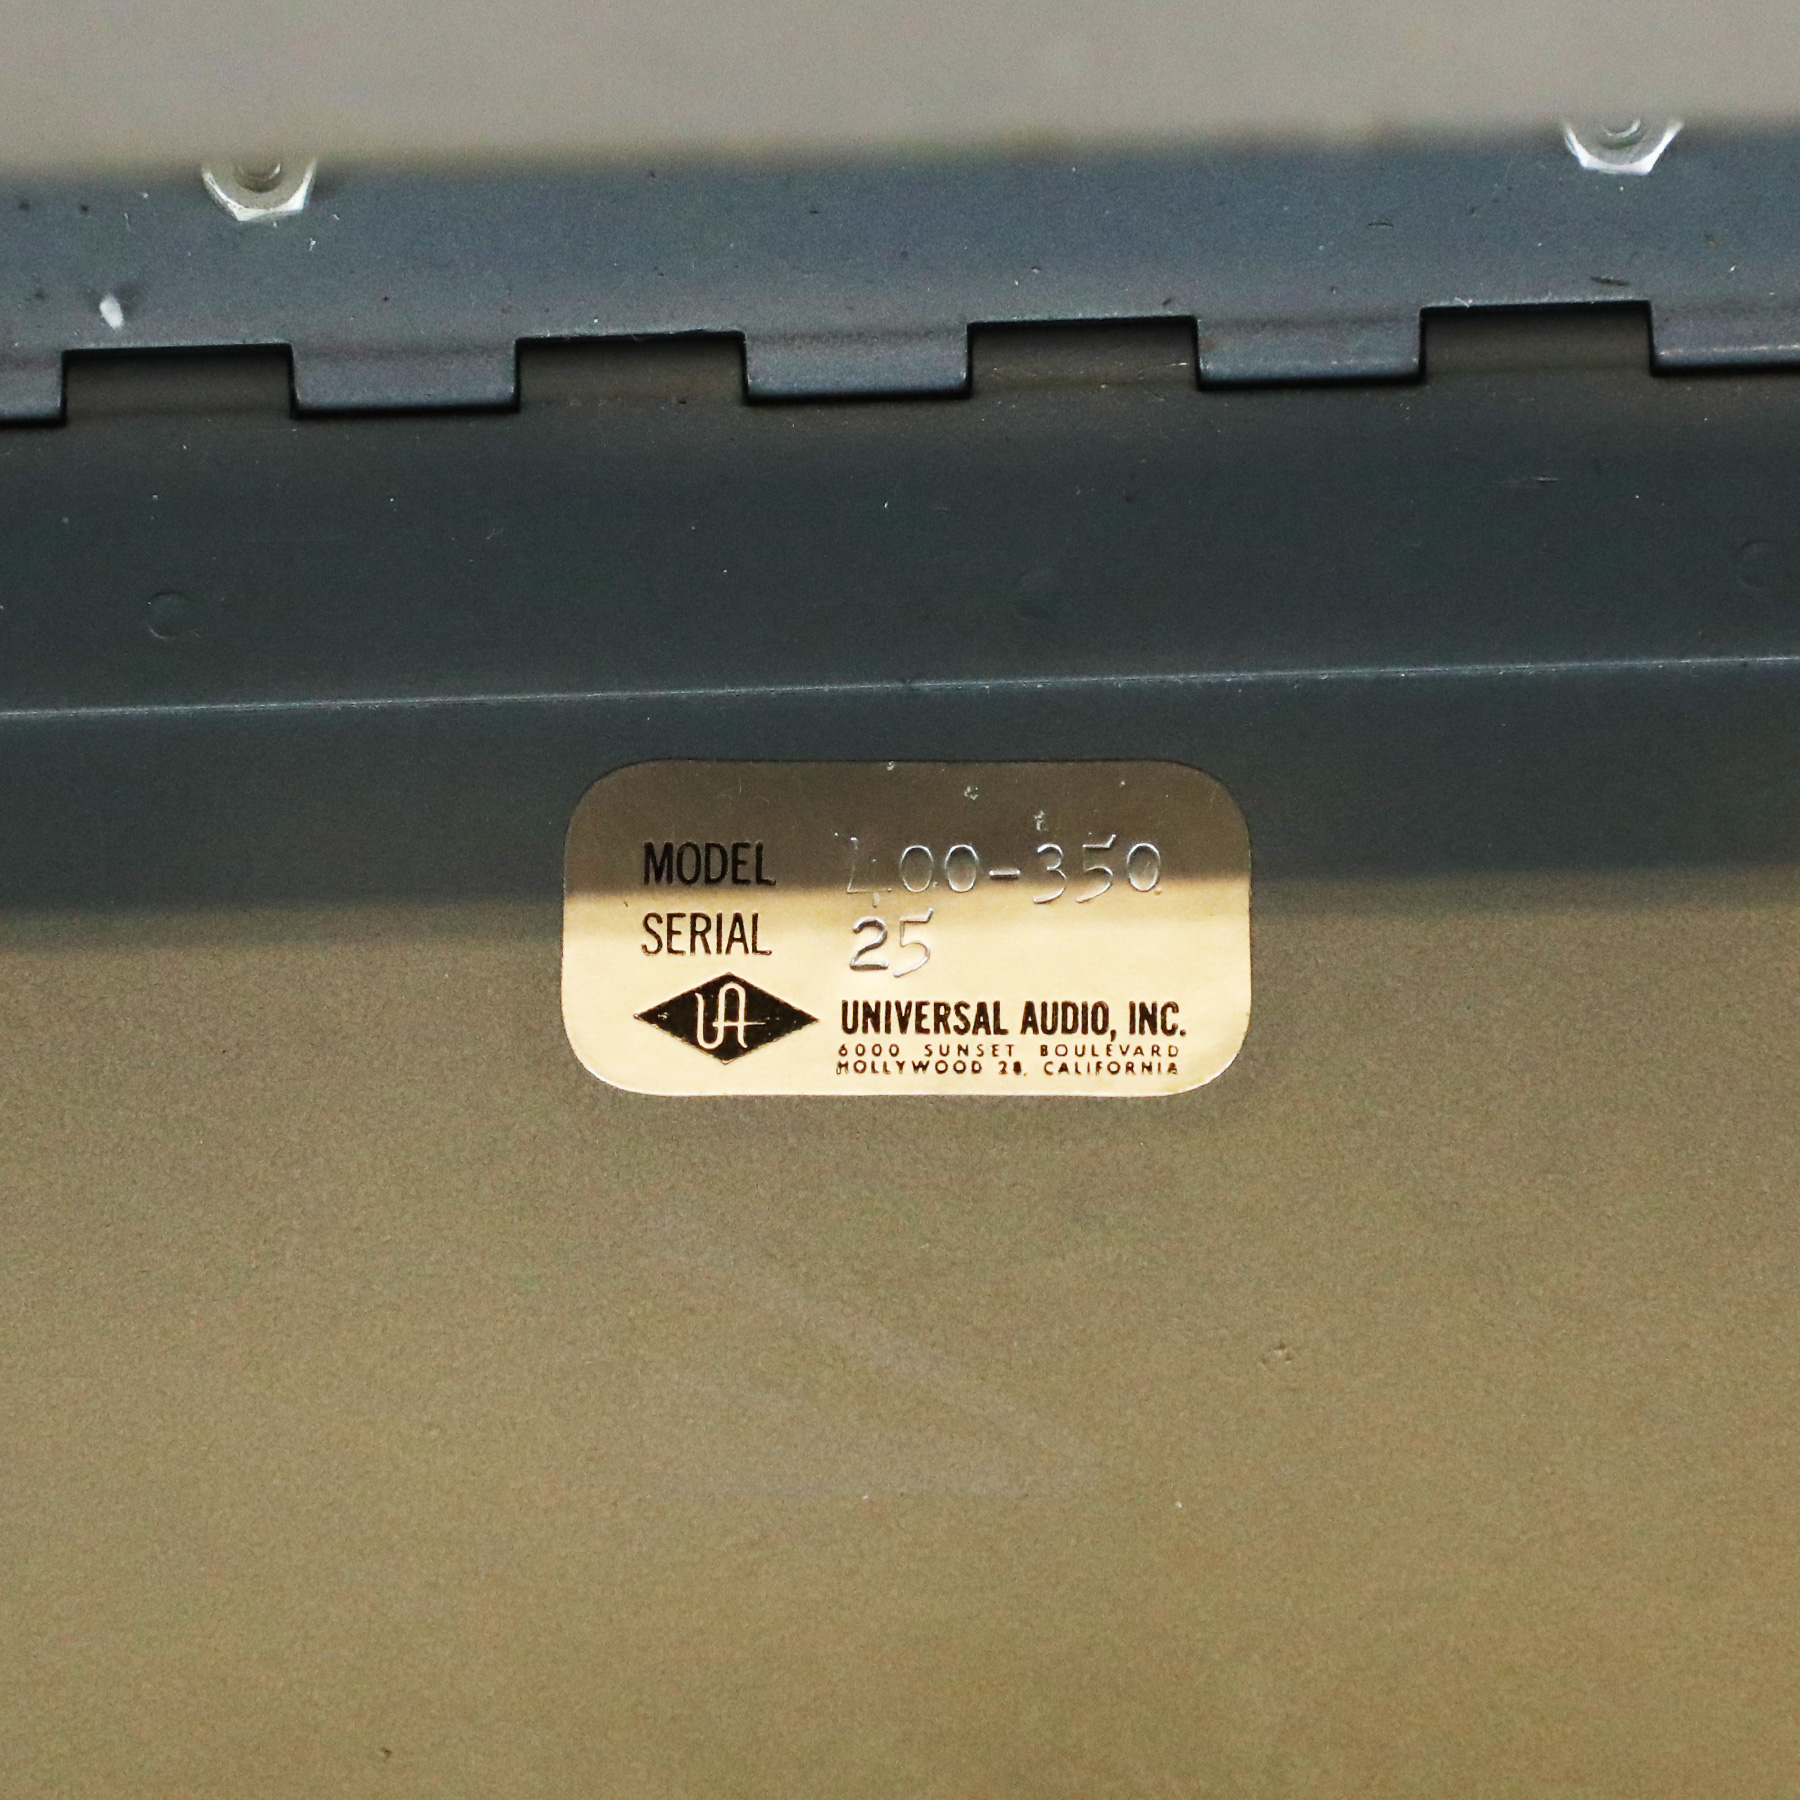 MODEL 400-350
SERIAL 25
UA UNIVERSAL AUDIO, INC.
6000 SUNSET BOULEVARD
HOLLYWOOD 28, CALIFORNIA